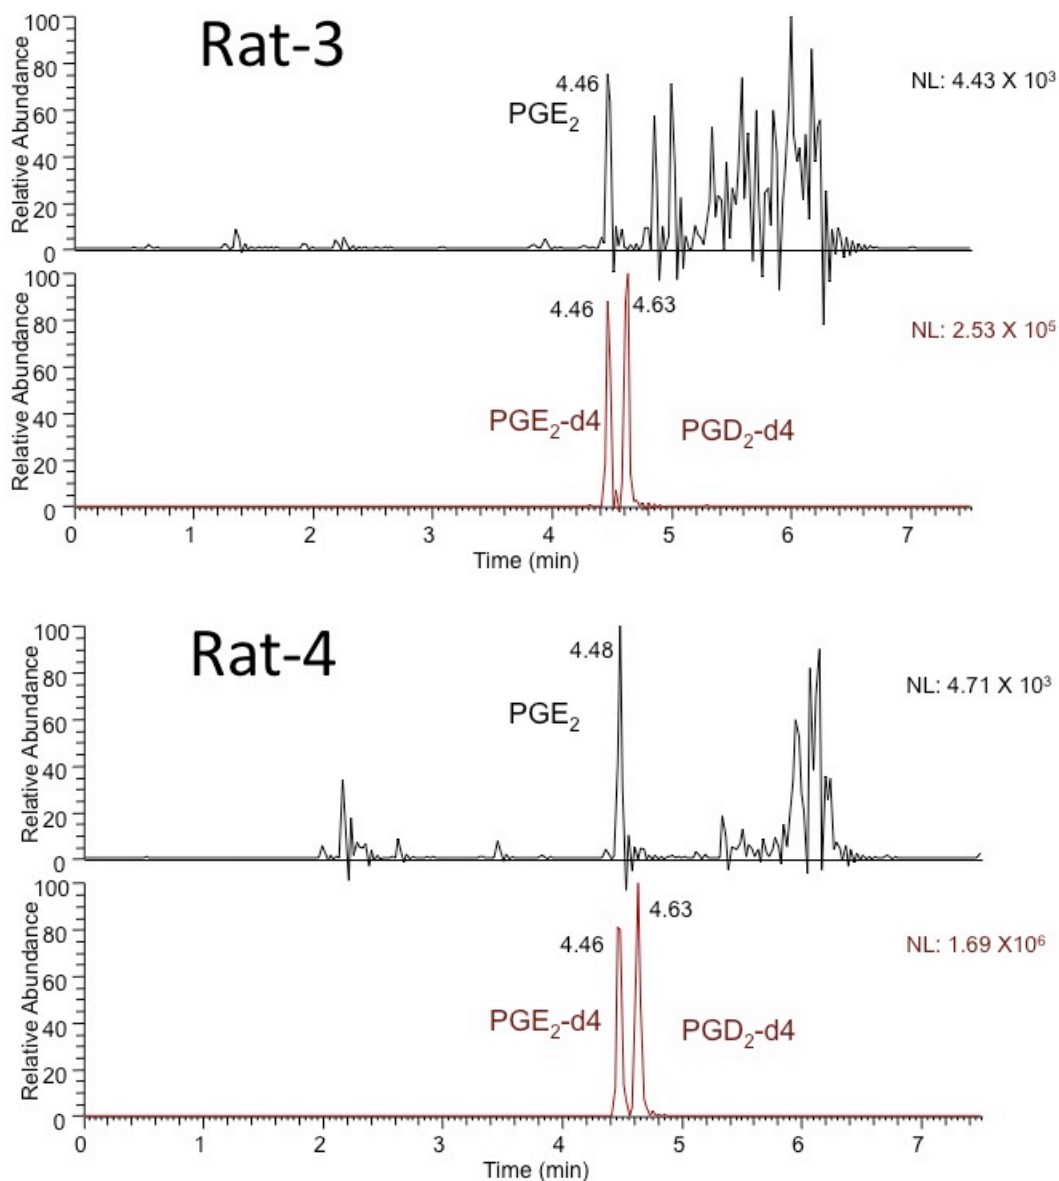 Rat-3
NL: 4.43 X 10³
4.46
PGE₂
Relative Abundance
100
80
60
40
20
0
NL: 2.53 X 10⁵
4.46
4.63
PGE₂-d4
PGD₂-d4
Relative Abundance
100
80
60
40
20
0
0 1 2 3 4 5 6 7
Time (min)
Rat-4
NL: 4.71 X 10³
4.48
PGE₂
Relative Abundance
100
80
60
40
20
0
NL: 1.69 X10⁶
4.63
4.46
PGE₂-d4
PGD₂-d4
Relative Abundance
100
80
60
40
20
0
0 1 2 3 4 5 6 7
Time (min)